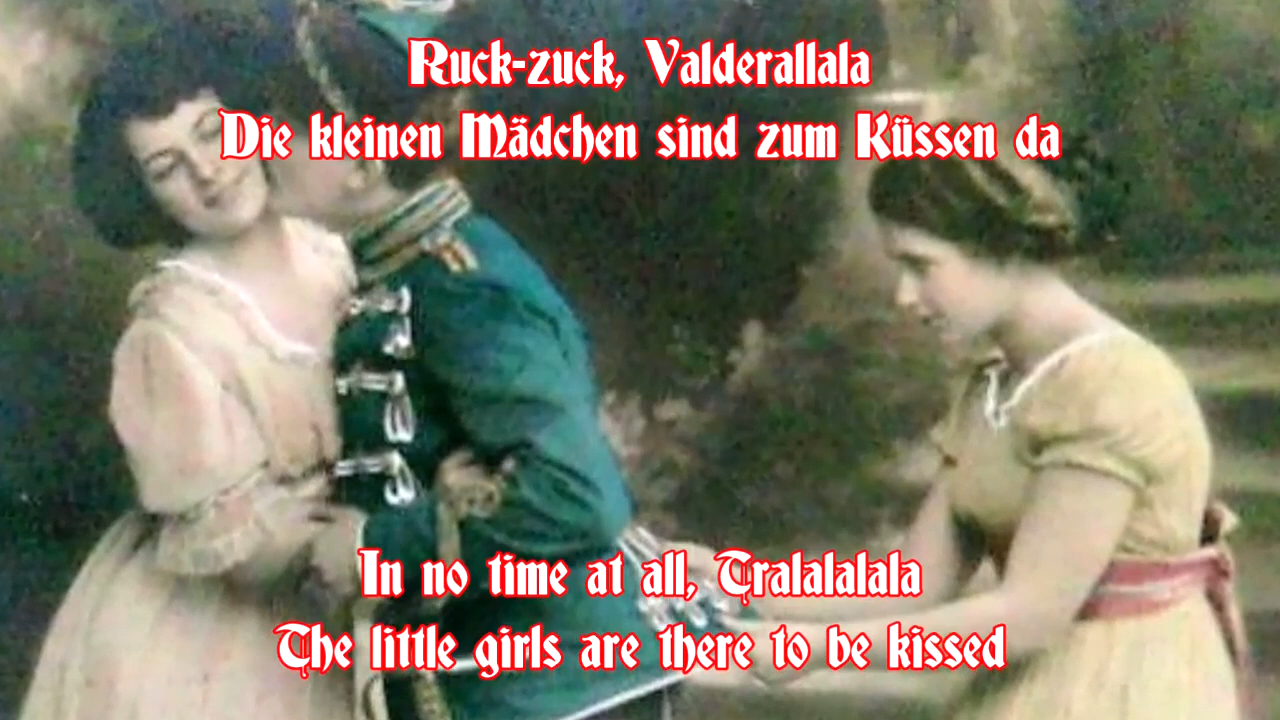 Ruck-zuck, Valderallala
Die kleinen Mädchen sind zum Küssen da
In no time at all, Tralalalala
The little girls are there to be kissed